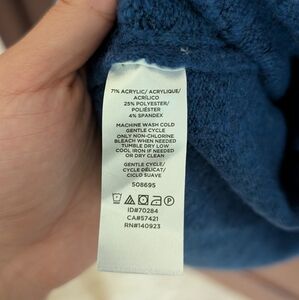 71% ACRYLIC/ ACRYLIQUE/
ACRÍLICO
25% POLYESTER/
POLIÉSTER
4% SPANDEX
MACHINE WASH COLD
GENTLE CYCLE
ONLY NON-CHLORINE
BLEACH WHEN NEEDED
TUMBLE DRY LOW
COOL IRON IF NEEDED
OR DRY CLEAN
GENTLE CYCLE/
CYCLE DÉLICAT/
CICLO SUAVE
508695
ID#70284
CA#57421
RN#140923